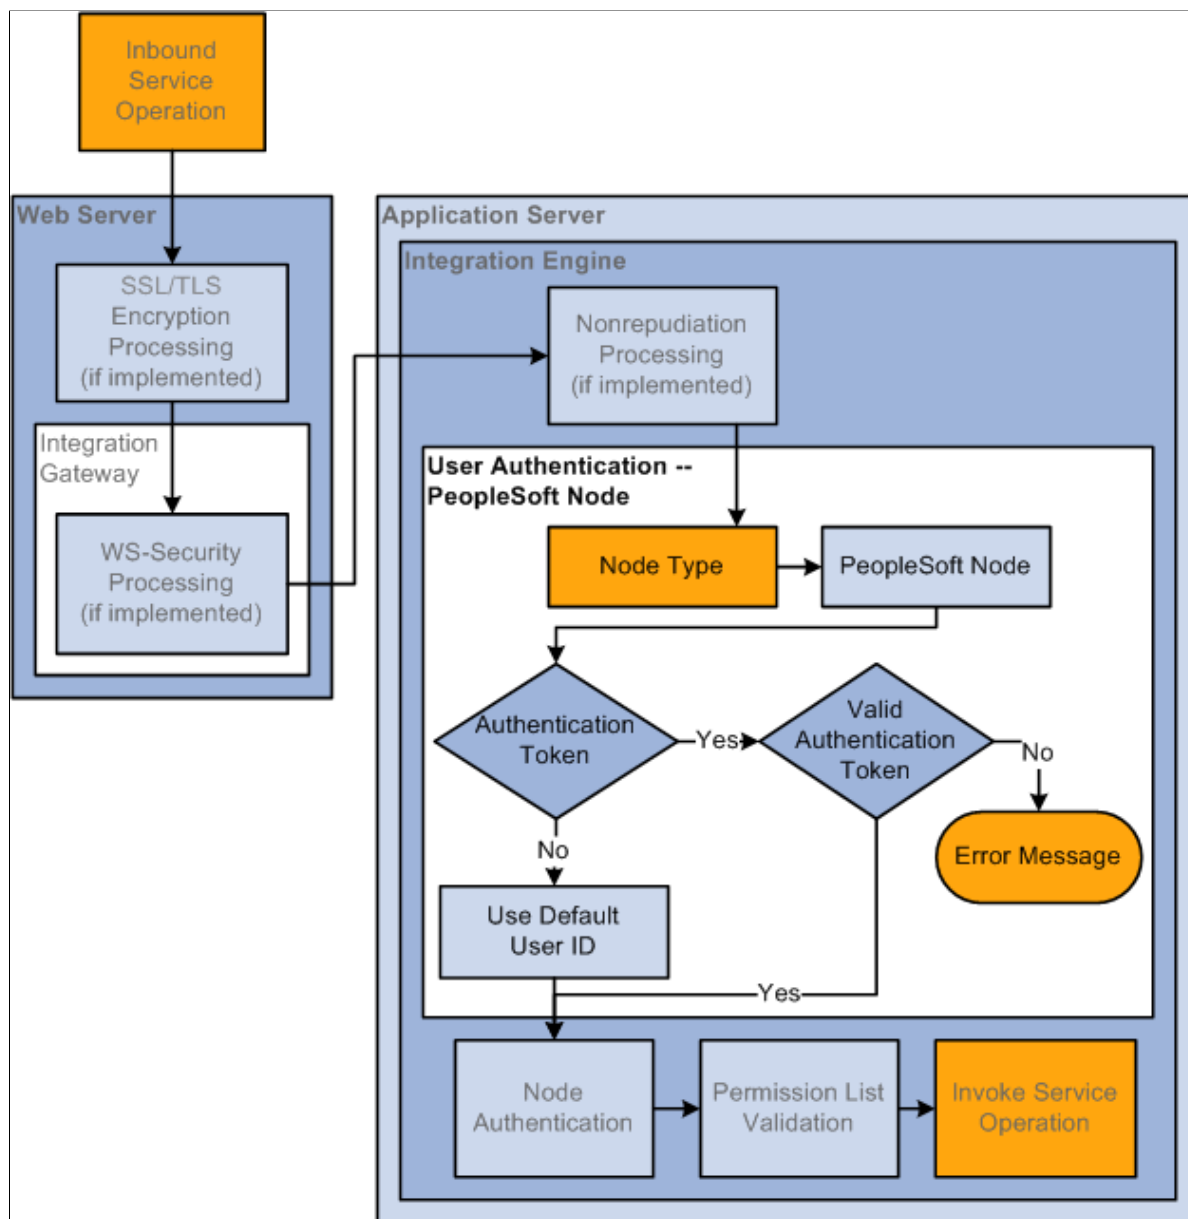 Inbound
Service
Operation
Web Server
SSL/TLS
Encryption
Processing
(if implemented)
Integration
Gateway
WS-Security
Processing
(if implemented)
Application Server
Integration Engine
Nonrepudiation
Processing
(if implemented)
User Authentication --
PeopleSoft Node
Node Type
PeopleSoft Node
Authentication
Token
Yes
Valid
Authentication
Token
No
Error Message
No
Use Default
User ID
Yes
Node
Authentication
Permission List
Validation
Invoke Service
Operation